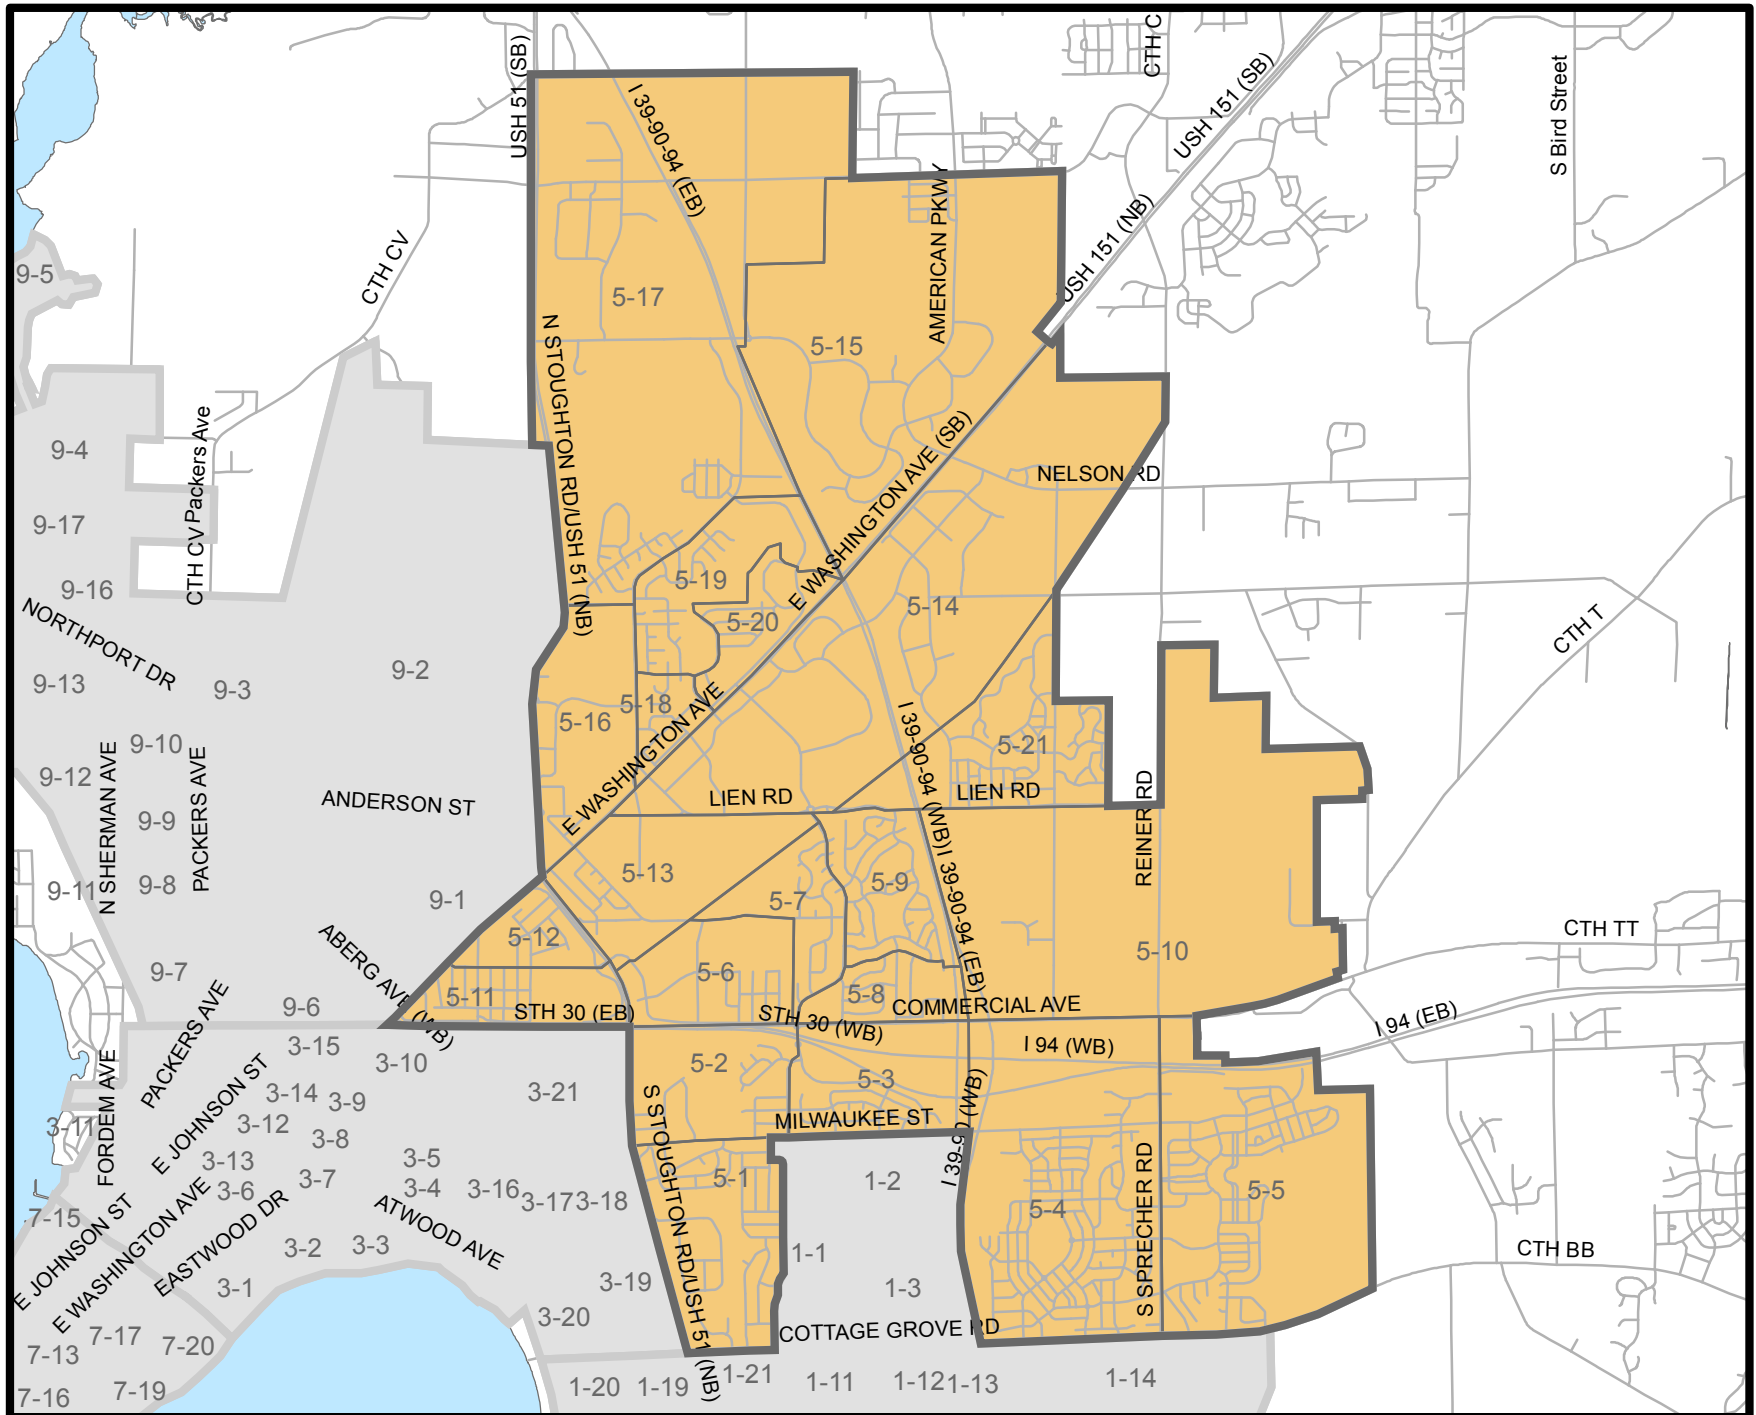 USH 51 (SB)
I 39-90-94 (EB)
CTH C
USH 151 (SB)
S Bird Street
CTH CV
AMERICAN PKWY
USH 151 (NB)
9-5
5-17
5-15
N STOUGHTON RD/USH 51 (NB)
9-4
CTH CV Packers Ave
E WASHINGTON AVE (SB)
NELSON RD
9-17
9-16
5-19
5-20
5-14
NORTHPORT DR
CTH T
9-13
9-3
9-2
5-16
5-18
E WASHINGTON AVE
I 39-90-94 (WB)
5-21
9-10
9-12
N SHERMAN AVE
PACKERS AVE
ANDERSON ST
LIEN RD
LIEN RD
REINER RD
9-9
9-8
9-11
9-1
5-13
5-7
5-9
I 39-90-94 (EB)
5-12
ABERG AVE
(WB)
CTH TT
5-10
9-7
5-6
5-11
5-8
9-6
PACKERS AVE
STH 30 (EB)
STH 30 (WB)
COMMERCIAL AVE
I 94 (EB)
I 94 (WB)
3-15
3-10
5-2
5-3
FORDEM AVE
E JOHNSON ST
3-14
3-9
3-21
3-11
3-12
3-8
S STOUGHTON RD/USH 51 (NB)
MILWAUKEE ST
I 39-90 (WB)
3-13
3-5
3-6
3-7
3-4
3-16
3-17
3-18
5-1
1-2
5-4
5-5
S SPRECHER RD
7-15
E JOHNSON ST
E WASHINGTON AVE
EASTWOOD DR
ATWOOD AVE
3-2
3-3
1-1
CTH BB
3-1
3-19
1-3
3-20
COTTAGE GROVE RD
7-17
7-20
7-13
7-16
7-19
1-20
1-19
1-21
1-11
1-12
1-13
1-14